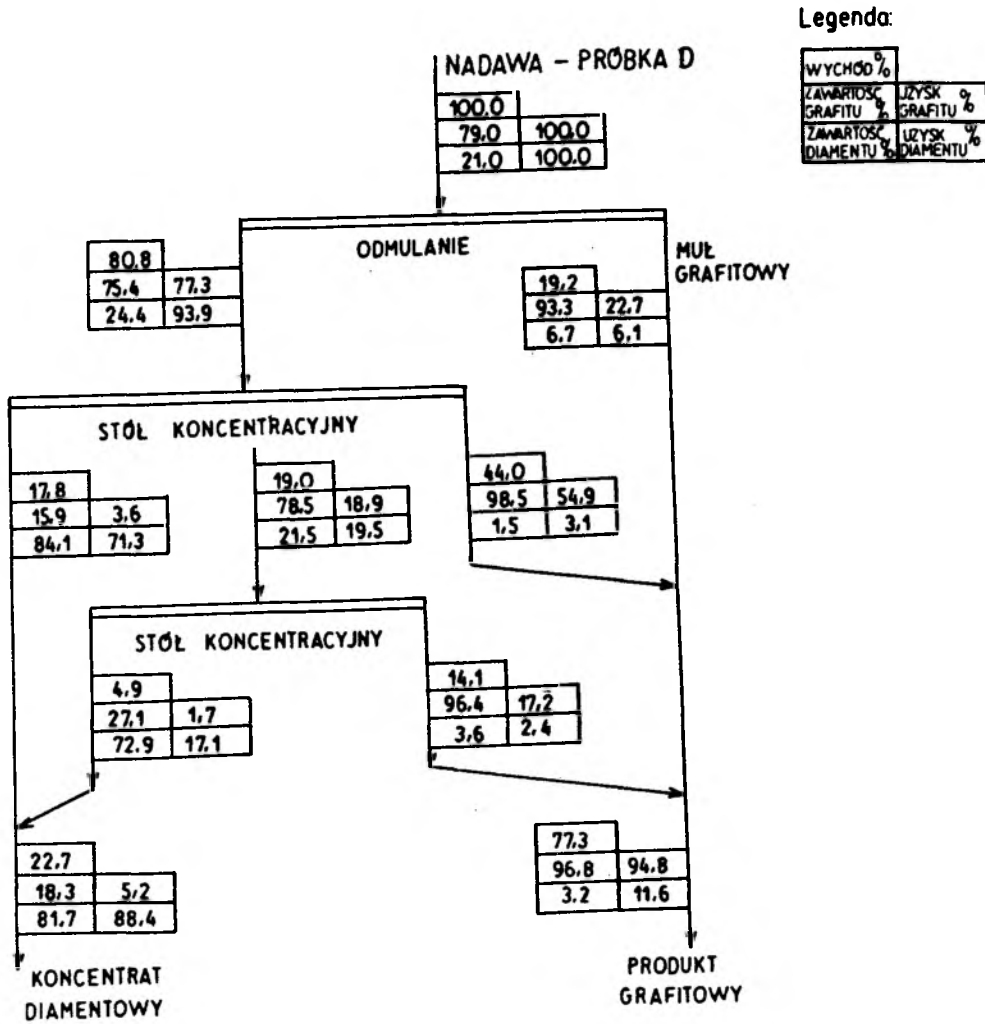 Legenda:
WYCHÓD %
ZAWARTOŚĆ GRAFITU % UZYSK GRAFITU %
ZAWARTOŚĆ DIAMENTU % UZYSK DIAMENTU %
NADAWA – PRÓBKA D
100.0
79.0 100.0
21.0 100.0
ODMULANIE
80,8
75,4 77,3
24,4 93,9
MUŁ
GRAFITOWY
19,2
93,3 22,7
6,7 6,1
STÓŁ KONCENTRACYJNY
17,8
15,9 3,6
84,1 71,3
19,0
78,5 18,9
21,5 19,5
44,0
98,5 54,9
1,5 3,1
STÓŁ KONCENTRACYJNY
4,9
27,1 1,7
72,9 17,1
14,1
96,4 17,2
3,6 2,4
22,7
18,3 5,2
81,7 88,4
77,3
96,8 94,8
3,2 11,6
KONCENTRAT
DIAMENTOWY
PRODUKT
GRAFITOWY